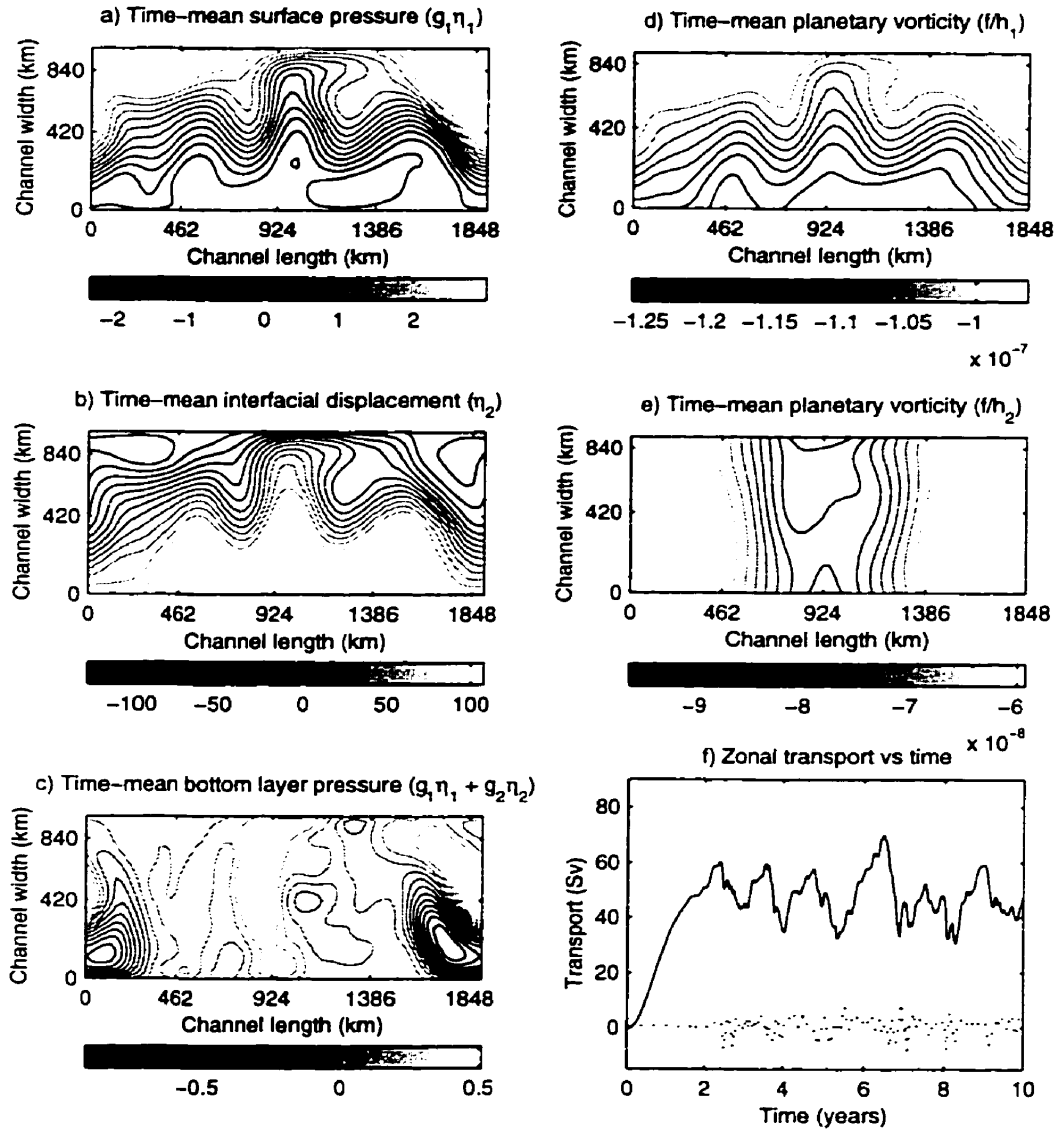 a) Time-mean surface pressure (g₁η₁)
Channel width (km)
840
420
0
0 462 924 1386 1848
Channel length (km)
-2 -1 0 1 2
b) Time-mean interfacial displacement (η₂)
Channel width (km)
840
420
0
0 462 924 1386 1848
Channel length (km)
-100 -50 0 50 100
c) Time-mean bottom layer pressure (g₁η₁ + g₂η₂)
Channel width (km)
840
420
0
0 462 924 1386 1848
Channel length (km)
-0.5 0 0.5
d) Time-mean planetary vorticity (f/h₁)
Channel width (km)
840
420
0
0 462 924 1386 1848
Channel length (km)
-1.25 -1.2 -1.15 -1.1 -1.05 -1
x 10⁻⁷
e) Time-mean planetary vorticity (f/h₂)
Channel width (km)
840
420
0
0 462 924 1386 1848
Channel length (km)
-9 -8 -7 -6
x 10⁻⁸
f) Zonal transport vs time
Transport (Sv)
80
60
40
20
0
0 2 4 6 8 10
Time (years)